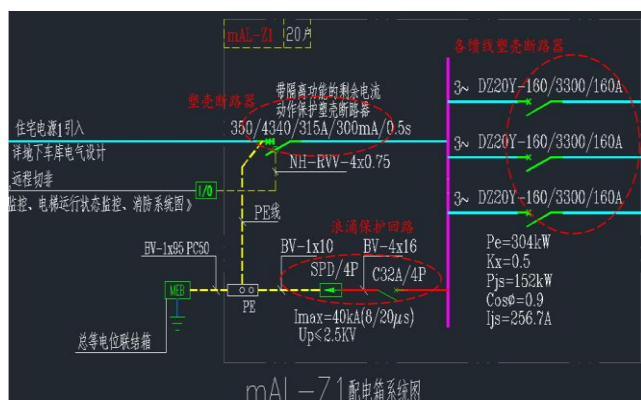 mAL-Z1 20户
各馈线塑壳断路器
塑壳断路器
带隔离功能的剩余电流
动作保护塑壳断路器
350/4340/315A/300mA/0.5s
3~ DZ20Y-160/3300/160A
住宅电源1引入
详地下车库电气设计
NH-RVV-4x0.75
3~ DZ20Y-160/3300/160A
远程切非
I/O
监控、电梯运行状态监控、消防系统图》
PE线
3~ DZ20Y-160/3300/160A
浪涌保护回路
BV-1x95 PC50
BV-1x10
BV-4x16
SPD/4P
C32A/4P
MEB
PE
总等电位联结箱
Imax=40kA(8/20μs)
Up≤2.5KV
Pe=304kW
Kx=0.5
Pjs=152kW
Cosø=0.9
Ijs=256.7A
mAL-Z1配电箱系统图